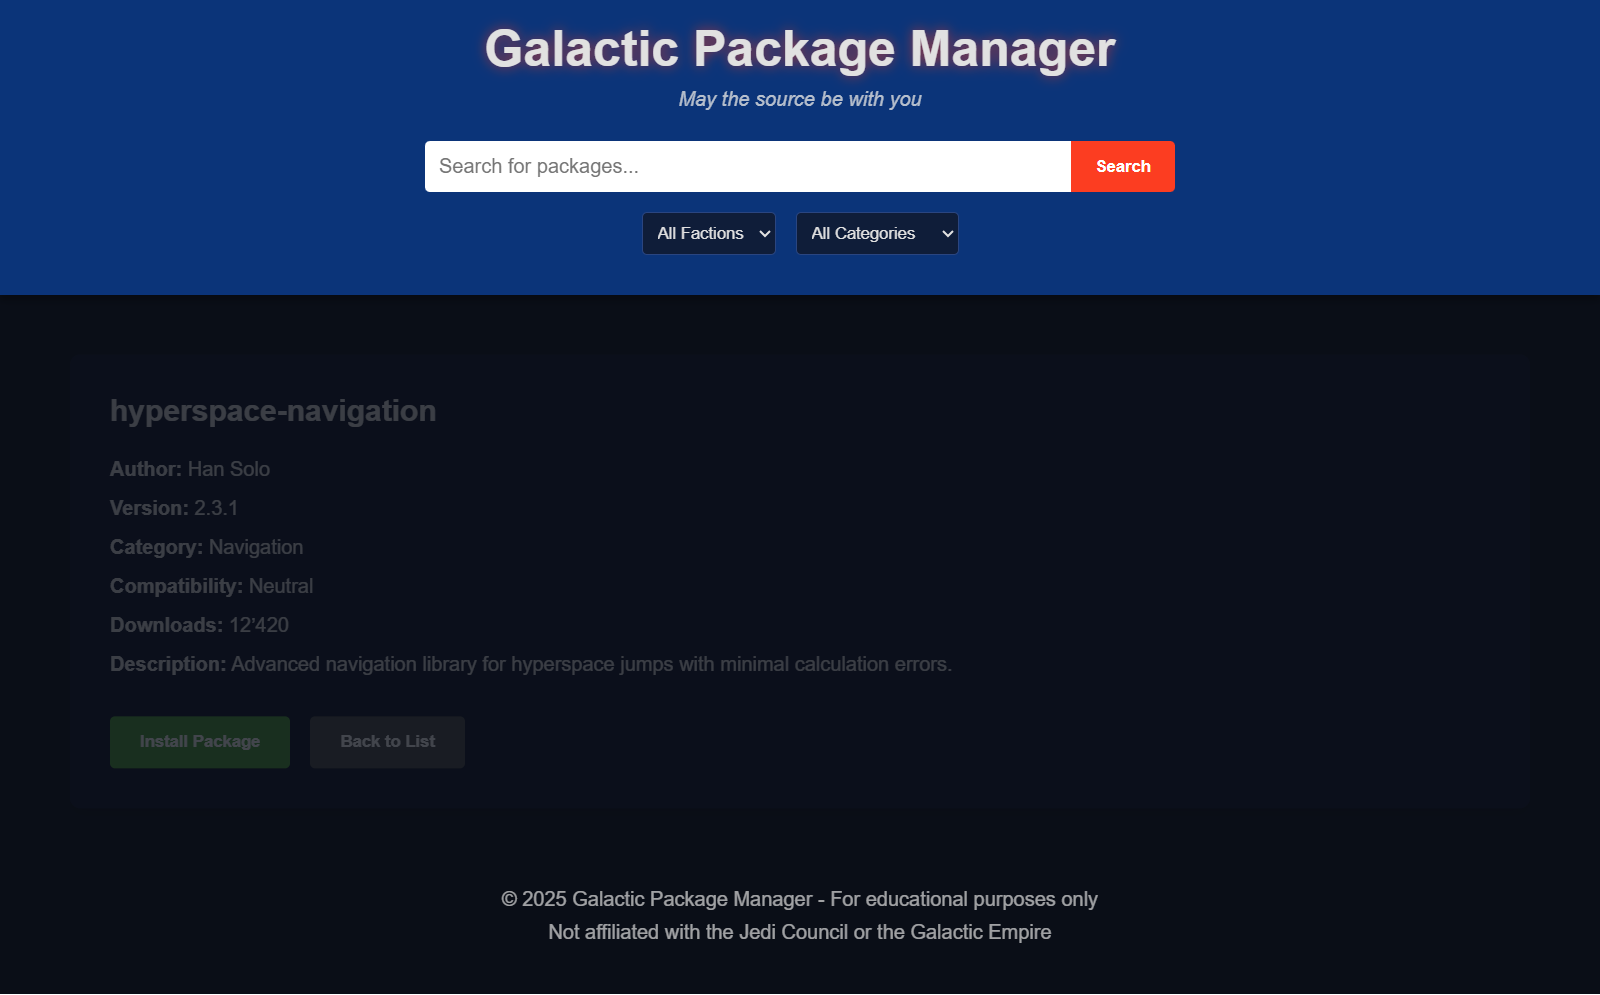 Galactic Package Manager
May the source be with you
Search for packages...
Search
All Factions
All Categories
hyperspace-navigation
Author: Han Solo
Version: 2.3.1
Category: Navigation
Compatibility: Neutral
Downloads: 12'420
Description: Advanced navigation library for hyperspace jumps with minimal calculation errors.
Install Package
Back to List
© 2025 Galactic Package Manager - For educational purposes only
Not affiliated with the Jedi Council or the Galactic Empire